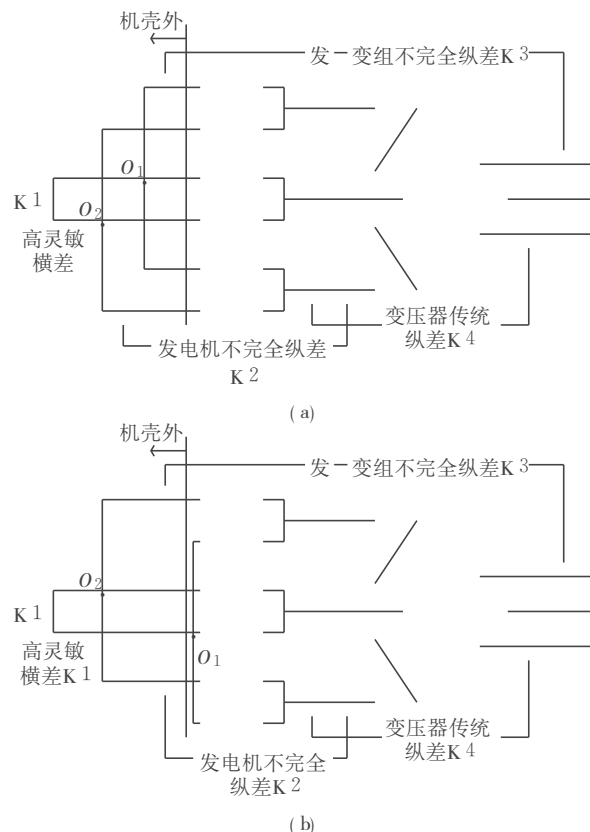 机壳外
发－变组不完全纵差K3
O1
K1
O2
高灵敏
横差
变压器传统
纵差K4
发电机不完全纵差
K2
(a)
机壳外
发－变组不完全纵差K3
O2
K1
高灵敏
横差K1
O1
变压器传统
纵差K4
发电机不完全
纵差K2
(b)